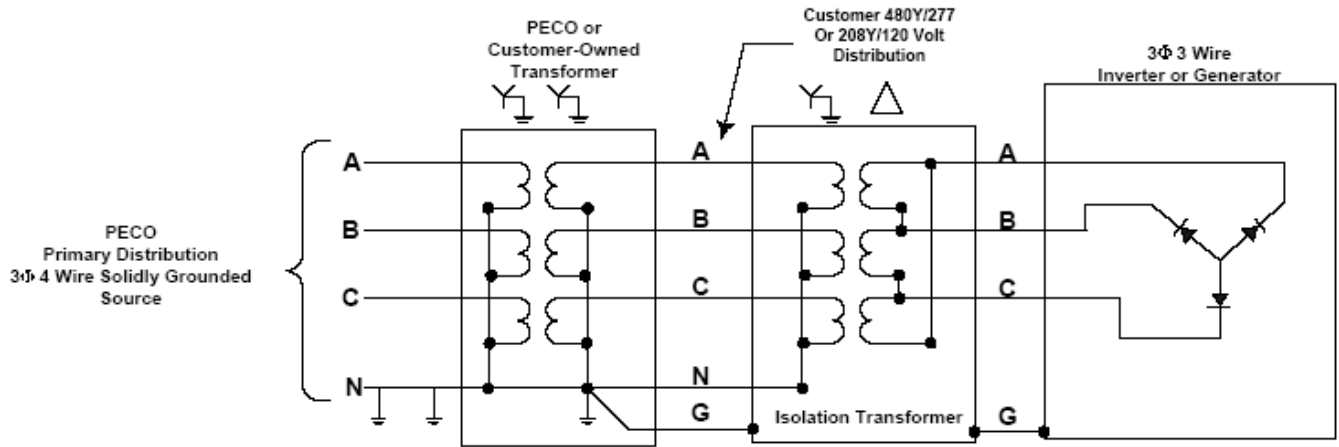 PECO or
Customer-Owned
Transformer
Customer 480Y/277
Or 208Y/120 Volt
Distribution
3Φ 3 Wire
Inverter or Generator
PECO
Primary Distribution
3Φ 4 Wire Solidly Grounded
Source
A
B
C
N
A
B
C
N
G
Isolation Transformer
A
B
C
G